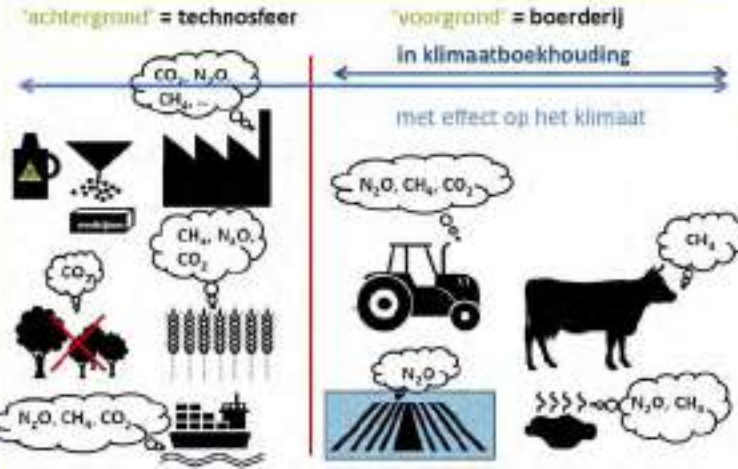 'achtergrond' = technosfeer
'voorgrond' = boerderij
in klimaatboekhouding
met effect op het klimaat
CO₂, N₂O,
CH₄, ...
CH₄, N₂O,
CO₂
CO₂
N₂O, CH₄, CO₂
N₂O, CH₄, CO₂
CH₄
N₂O
N₂O, CH₄